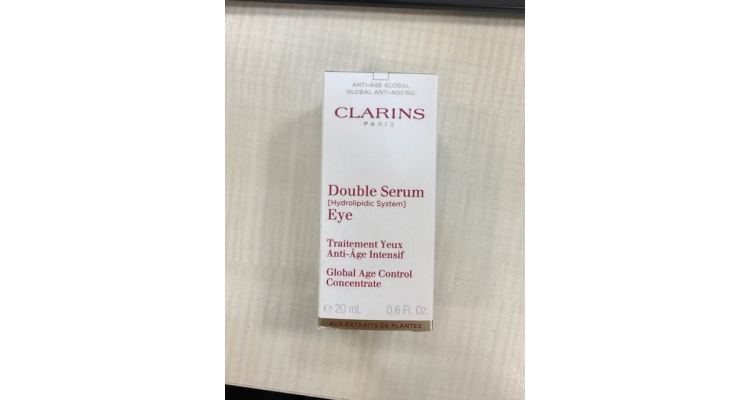 ANTI-ÂGE GLOBAL
GLOBAL ANTI-AGEING
CLARINS
PARIS
Double Serum
[Hydrolipidic System]
Eye
Traitement Yeux
Anti-Âge Intensif
Global Age Control
Concentrate
℮ 20 mL 0.6 Fl. Oz.
AUX EXTRAITS DE PLANTES